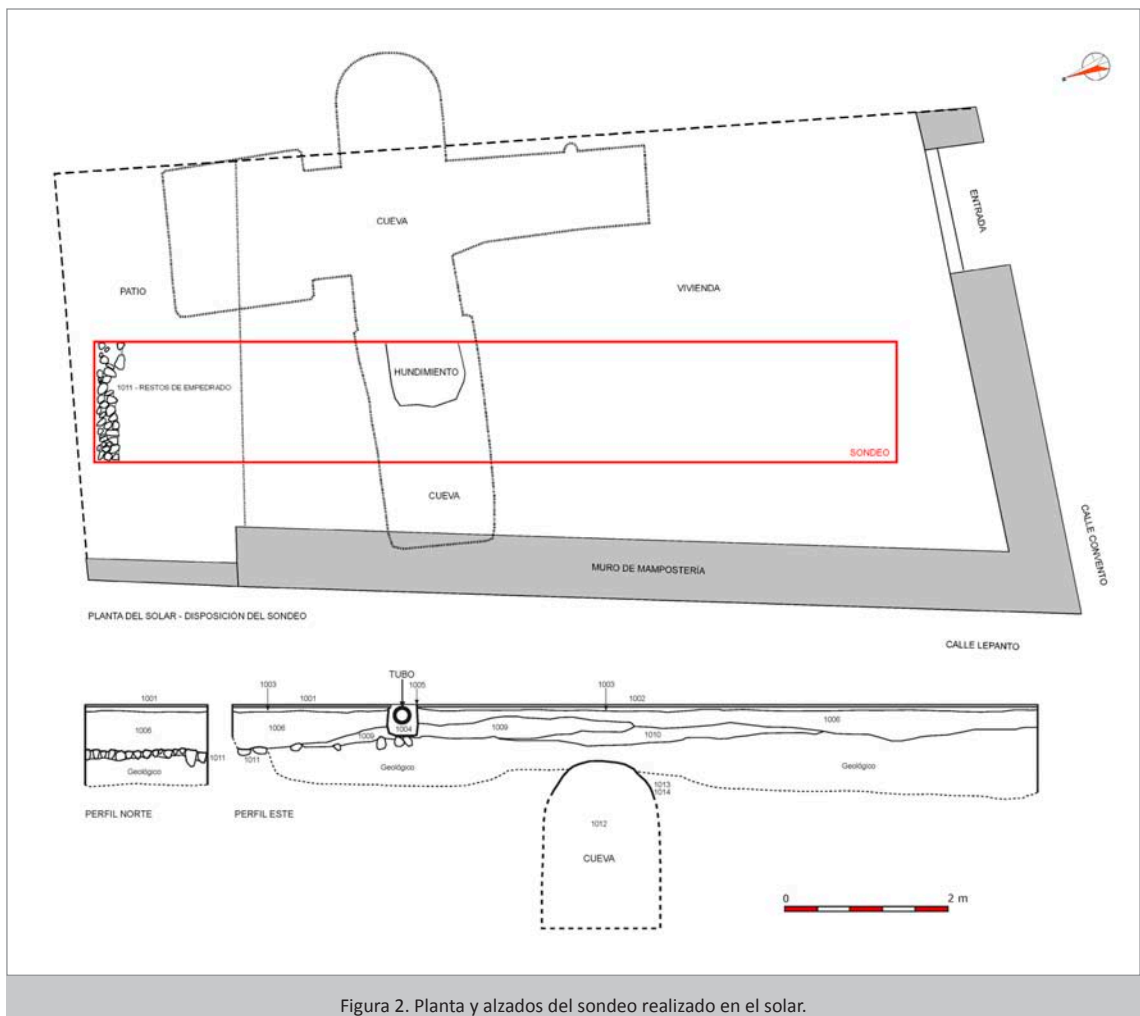 CUEVA
ENTRADA
PATIO
VIVIENDA
HUNDIMIENTO
1011 - RESTOS DE EMPEDRADO
SONDEO
CUEVA
CALLE CONVENTO
MURO DE MAMPOSTERÍA
PLANTA DEL SOLAR - DISPOSICIÓN DEL SONDEO
CALLE LEPANTO
TUBO
1001
1003
1001
1005
1003
1002
1006
1006
1009
1004
1009
1010
1006
1011
1011
Geológico
Geológico
Geológico
1013
1014
PERFIL NORTE
PERFIL ESTE
1012
CUEVA
0
2 m
Figura 2. Planta y alzados del sondeo realizado en el solar.